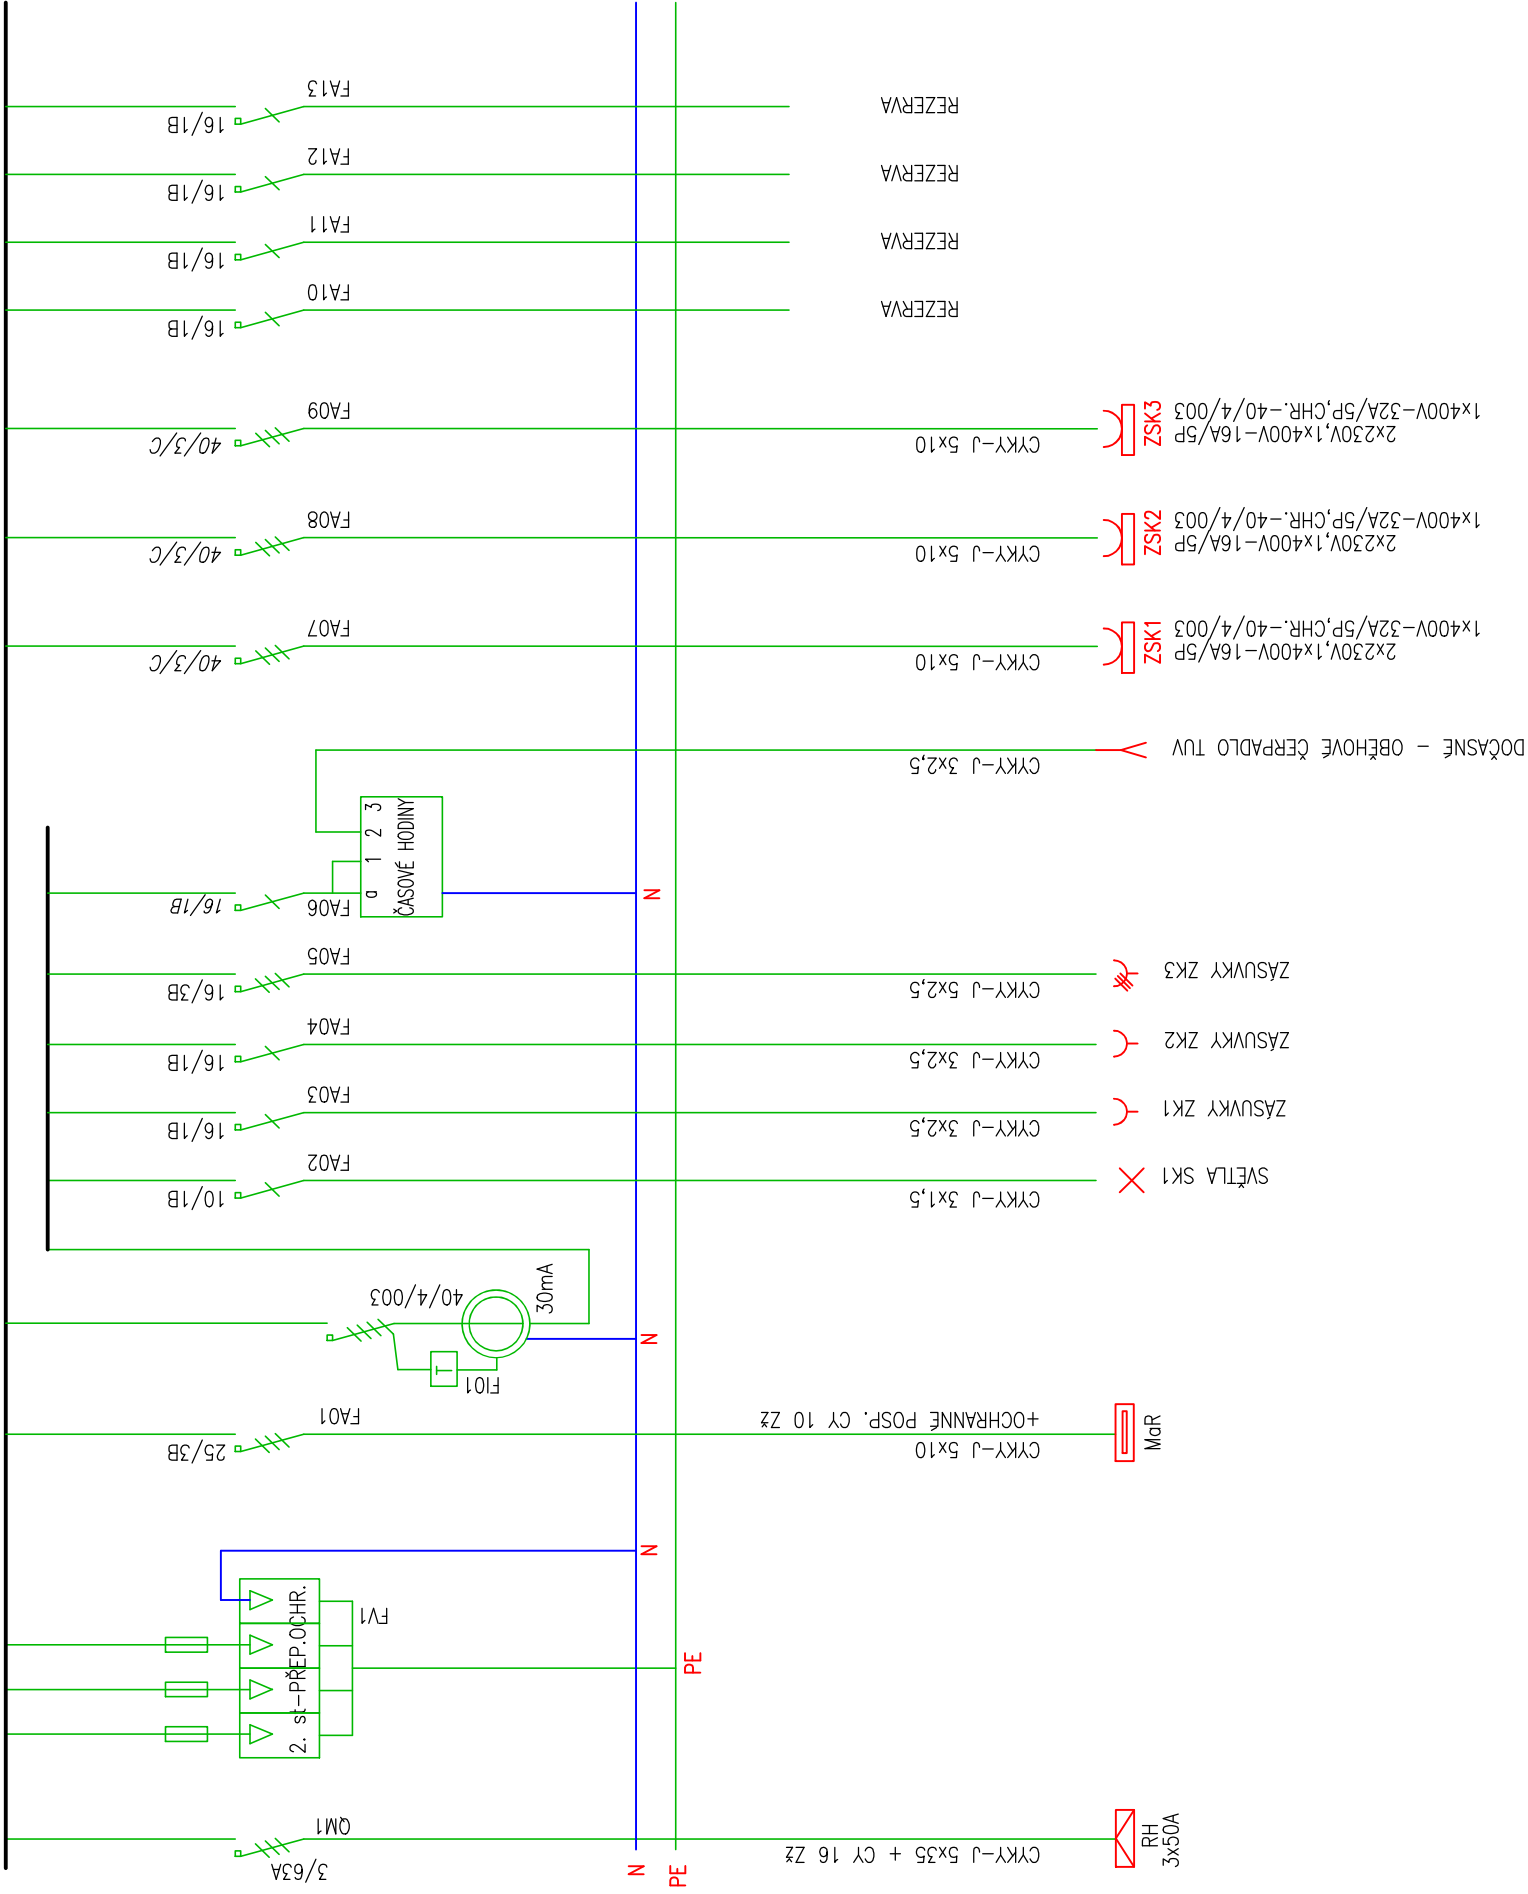 FA13
16/1B
REZERVA
FA12
16/1B
REZERVA
FA11
16/1B
REZERVA
FA10
16/1B
REZERVA
FA09
40/3/C
CYKY-J 5x10
ZSK3
2x230V,1x400V-16A/5P
1x400V-32A/5P,CHR.-40/4/003
FA08
40/3/C
CYKY-J 5x10
ZSK2
2x230V,1x400V-16A/5P
1x400V-32A/5P,CHR.-40/4/003
FA07
40/3/C
CYKY-J 5x10
ZSK1
2x230V,1x400V-16A/5P
1x400V-32A/5P,CHR.-40/4/003
CYKY-J 3x2,5
DOČASNÉ - OBĚHOVÉ ČERPADLO TUV
a 1 2 3
ČASOVÉ HODINY
FA06
16/1B
N
FA05
16/3B
CYKY-J 5x2,5
ZÁSUVKY ZK3
FA04
16/1B
CYKY-J 3x2,5
ZÁSUVKY ZK2
FA03
16/1B
CYKY-J 3x2,5
ZÁSUVKY ZK1
FA02
10/1B
CYKY-J 3x1,5
SVĚTLA SK1
40/4/003
30mA
N
T
FI01
FA01
25/3B
CYKY-J 5x10
+OCHRANNÉ POSP. CY 10 Zž
MaR
N
2. st-PŘEP.OCHR.
FV1
PE
QM1
3/63A
CYKY-J 5x35 + CY 16 Zž
RH
3x50A
N
PE